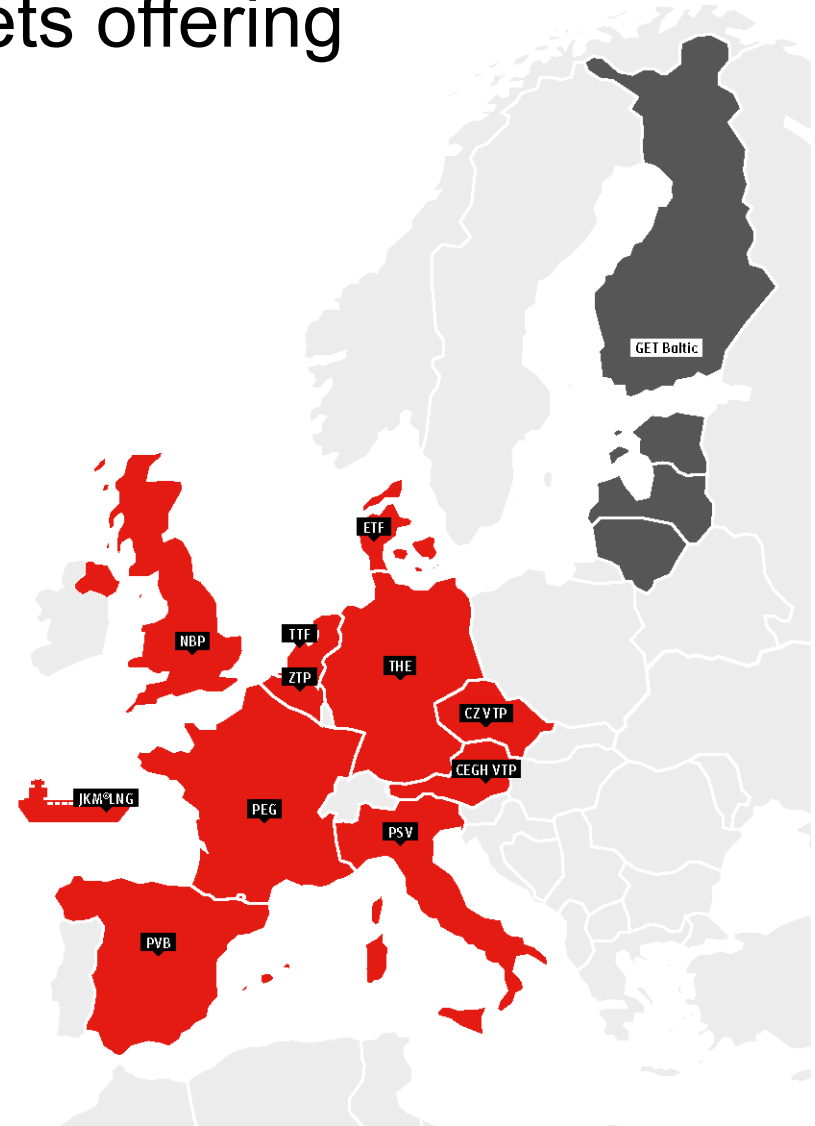 ets offering
GET Baltic
ETF
TTF
NBP
THE
ZTP
CZ VTP
CEGH VTP
JKM®LNG
PEG
PSV
PVB